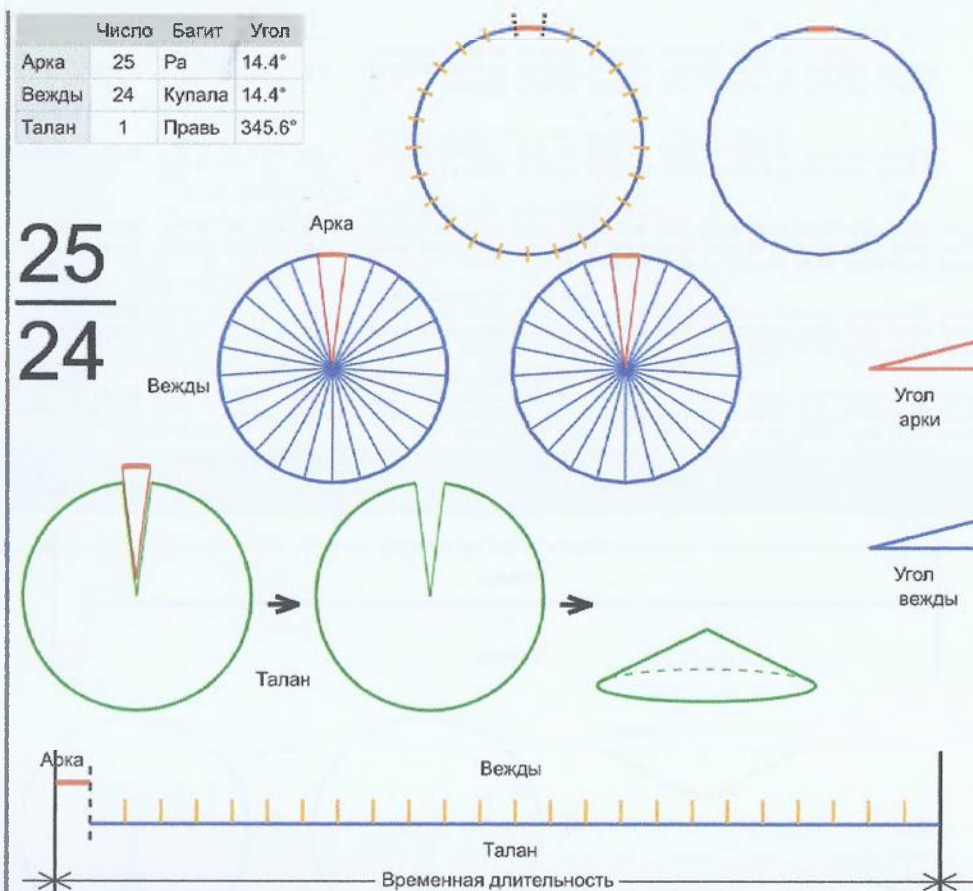 Число Багит Угол
Арка 25 Ра 14.4°
Вежды 24 Купала 14.4°
Талан 1 Правь 345.6°
25
24
Арка
Вежды
Угол
арки
Угол
вежды
Талан
Арка
Вежды
Талан
Временная длительность